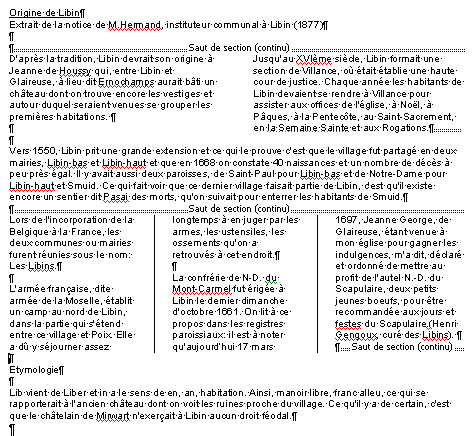 Origine de Libin¶
Extrait de la notice de M.Hermand, instituteur communal à Libin (1877)¶
¶
¶ Saut de section (continu)
D'après la tradition, Libin devrait son origine à
Jeanne de Houssy qui, entre Libin et
Glaireuse, à lieu dit Ernochamps aurait bâti un
château dont on trouve encore les vestiges et
autour duquel seraient venues se grouper les
premières habitations. ¶
¶
Jusqu'au XVIème siècle, Libin formait une
section de Villance, où était établie une haute
cour de justice. Chaque année les habitants de
Libin devaient se rendre à Villance pour
assister aux offices de l'église, à Noël, à
Pâques, à la Pentecôte, au Saint-Sacrement,
en la Semaine Sainte et aux Rogations.¶
Vers 1550, Libin prit une grande extension et ce qui le prouve c'est que le village fut partagé en deux
mairies, Libin-bas et Libin-haut et que en 1668 on constate 40 naissances et un nombre de décès à
peu près égal. Il y avait aussi deux paroisses, de Saint-Paul pour Libin-bas et de Notre-Dame pour
Libin-haut et Smuid. Ce qui fait voir que ce dernier village faisait partie de Libin, c'est qu'il existe
encore un sentier dit Pasai des morts, qu'on suivait pour enterrer les habitants de Smuid.¶
¶ Saut de section (continu)
Lors de l'incorporation de la
Belgique à la France, les
deux communes ou mairies
furent réunies sous le nom:
Les Libins.¶
¶
L'armée française, dite
armée de la Moselle, établit
un camp au nord de Libin,
dans la partie qui s'étend
entre ce village et Poix. Elle
a dû y séjourner assez
longtemps à en juger par les
armes, les ustensiles, les
ossements qu'on a
retrouvés à cet endroit.¶
¶
La confrérie de N-D. du
Mont-Carmel fut érigée à
Libin le dernier dimanche
d'octobre 1661. On lit à ce
propos dans les registres
paroissiaux: il est à noter
qu'aujourd'hui 17 mars
1697, Jeanne George, de
Glaireuse, étant venue à
mon église pour gagner les
indulgences, m'a dit, déclaré
et ordonné de mettre au
profit de l'autel N.-D. du
Scapulaire, deux petits
jeunes boeufs, pour être
recommandée à toutes les
festes du Scapulaire,(Henri
Gengoux, curé des Libins).¶
¶ Saut de section (continu)
¶
Etymologie¶
¶
Lib vient de Liber et in a le sens de en, an, habitation. Ainsi, manoir libre, franc alleu, ce qui se
rapporterait à l'ancien château dont on voit les ruines proche du village. Ce qu'il y a de certain, c'est
que le châtelain de Mirwart n'exerçait à Libin aucun droit féodal.¶
¶